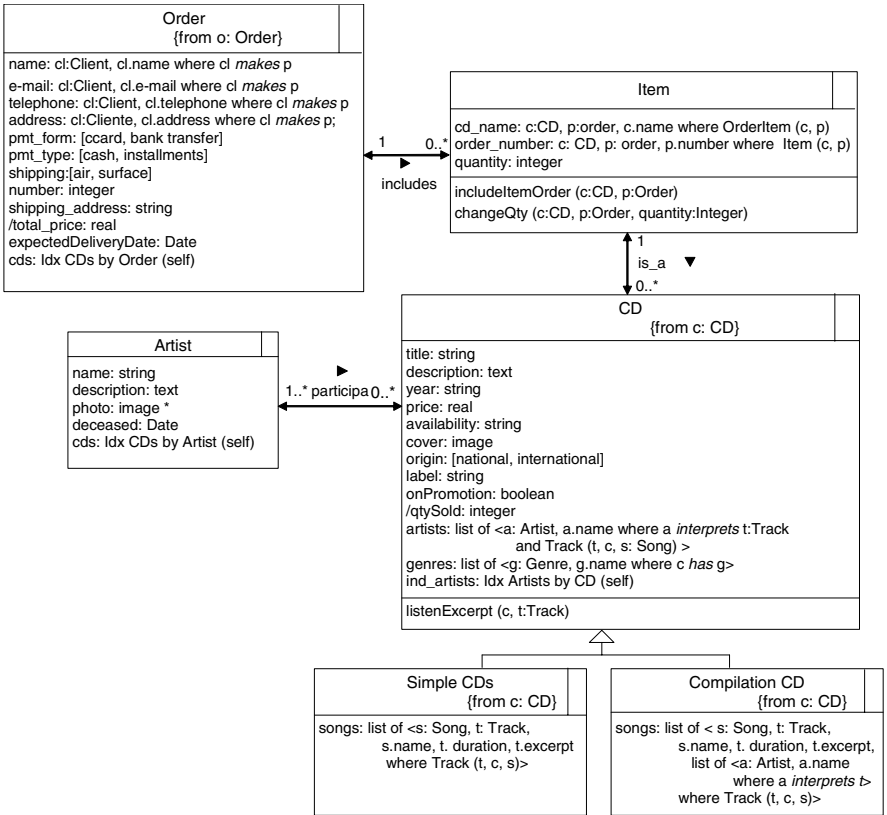 Order
{from o: Order}
name: cl:Client, cl.name where cl makes p
e-mail: cl:Client, cl.e-mail where cl makes p
telephone: cl:Client, cl.telephone where cl makes p
address: cl:Cliente, cl.address where cl makes p;
pmt_form: [ccard, bank transfer]
pmt_type: [cash, installments]
shipping:[air, surface]
number: integer
shipping_address: string
/total_price: real
expectedDeliveryDate: Date
cds: Idx CDs by Order (self)
1
0..*
includes
Item
cd_name: c:CD, p:order, c.name where OrderItem (c, p)
order_number: c: CD, p: order, p.number where Item (c, p)
quantity: integer
includeItemOrder (c:CD, p:Order)
changeQty (c:CD, p:Order, quantity:Integer)
1
is_a
0..*
Artist
name: string
description: text
photo: image *
deceased: Date
cds: Idx CDs by Artist (self)
1..* participa 0..*
CD
{from c: CD}
title: string
description: text
year: string
price: real
availability: string
cover: image
origin: [national, international]
label: string
onPromotion: boolean
/qtySold: integer
artists: list of <a: Artist, a.name where a interprets t:Track
and Track (t, c, s: Song) >
genres: list of <g: Genre, g.name where c has g>
ind_artists: Idx Artists by CD (self)
listenExcerpt (c, t:Track)
Simple CDs
{from c: CD}
songs: list of <s: Song, t: Track,
s.name, t. duration, t.excerpt
where Track (t, c, s)>
Compilation CD
{from c: CD}
songs: list of < s: Song, t: Track,
s.name, t. duration, t.excerpt,
list of <a: Artist, a.name
where a interprets t>
where Track (t, c, s)>